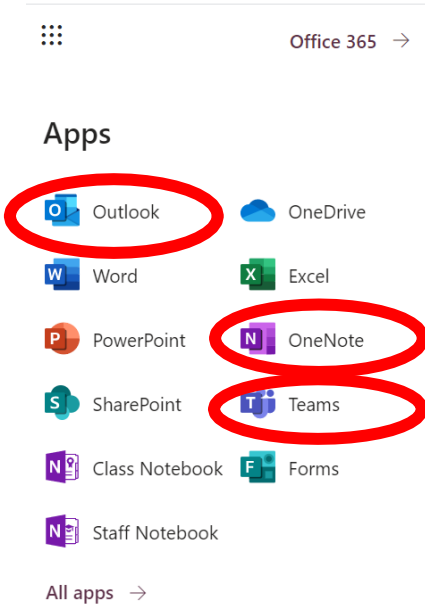 Office 365 →
Apps
Outlook OneDrive
Word Excel
PowerPoint OneNote
SharePoint Teams
Class Notebook Forms
Staff Notebook
All apps →